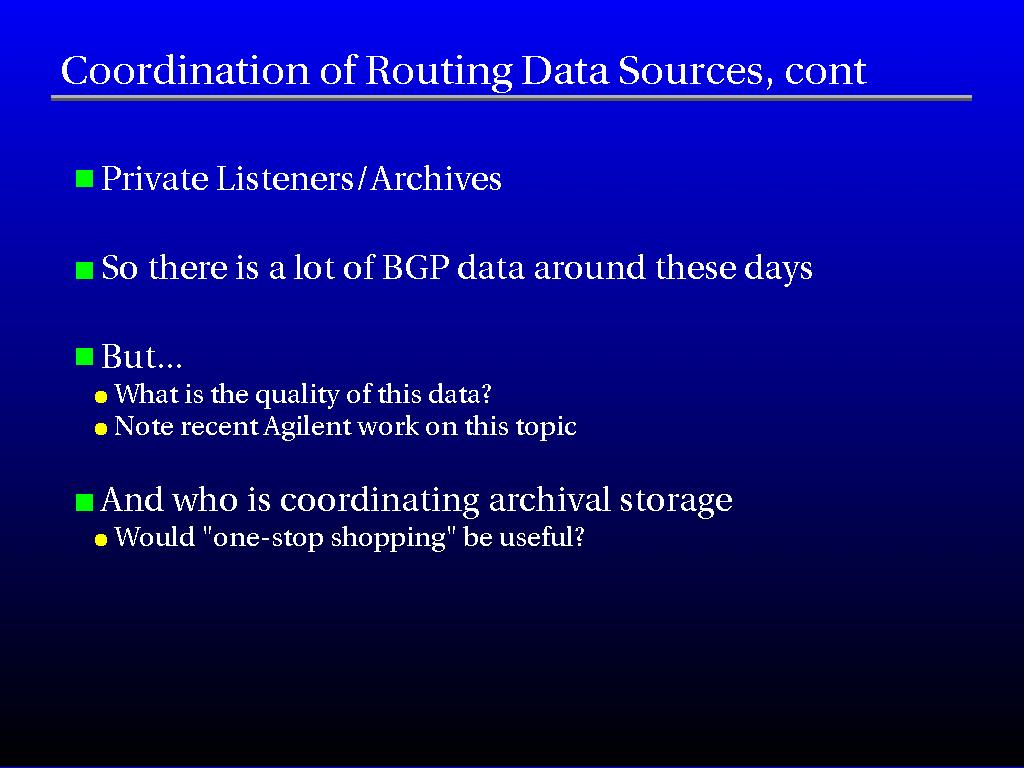 Coordination of Routing Data Sources, cont
Private Listeners/Archives
So there is a lot of BGP data around these days
But...
What is the quality of this data?
Note recent Agilent work on this topic
And who is coordinating archival storage
Would "one-stop shopping" be useful?